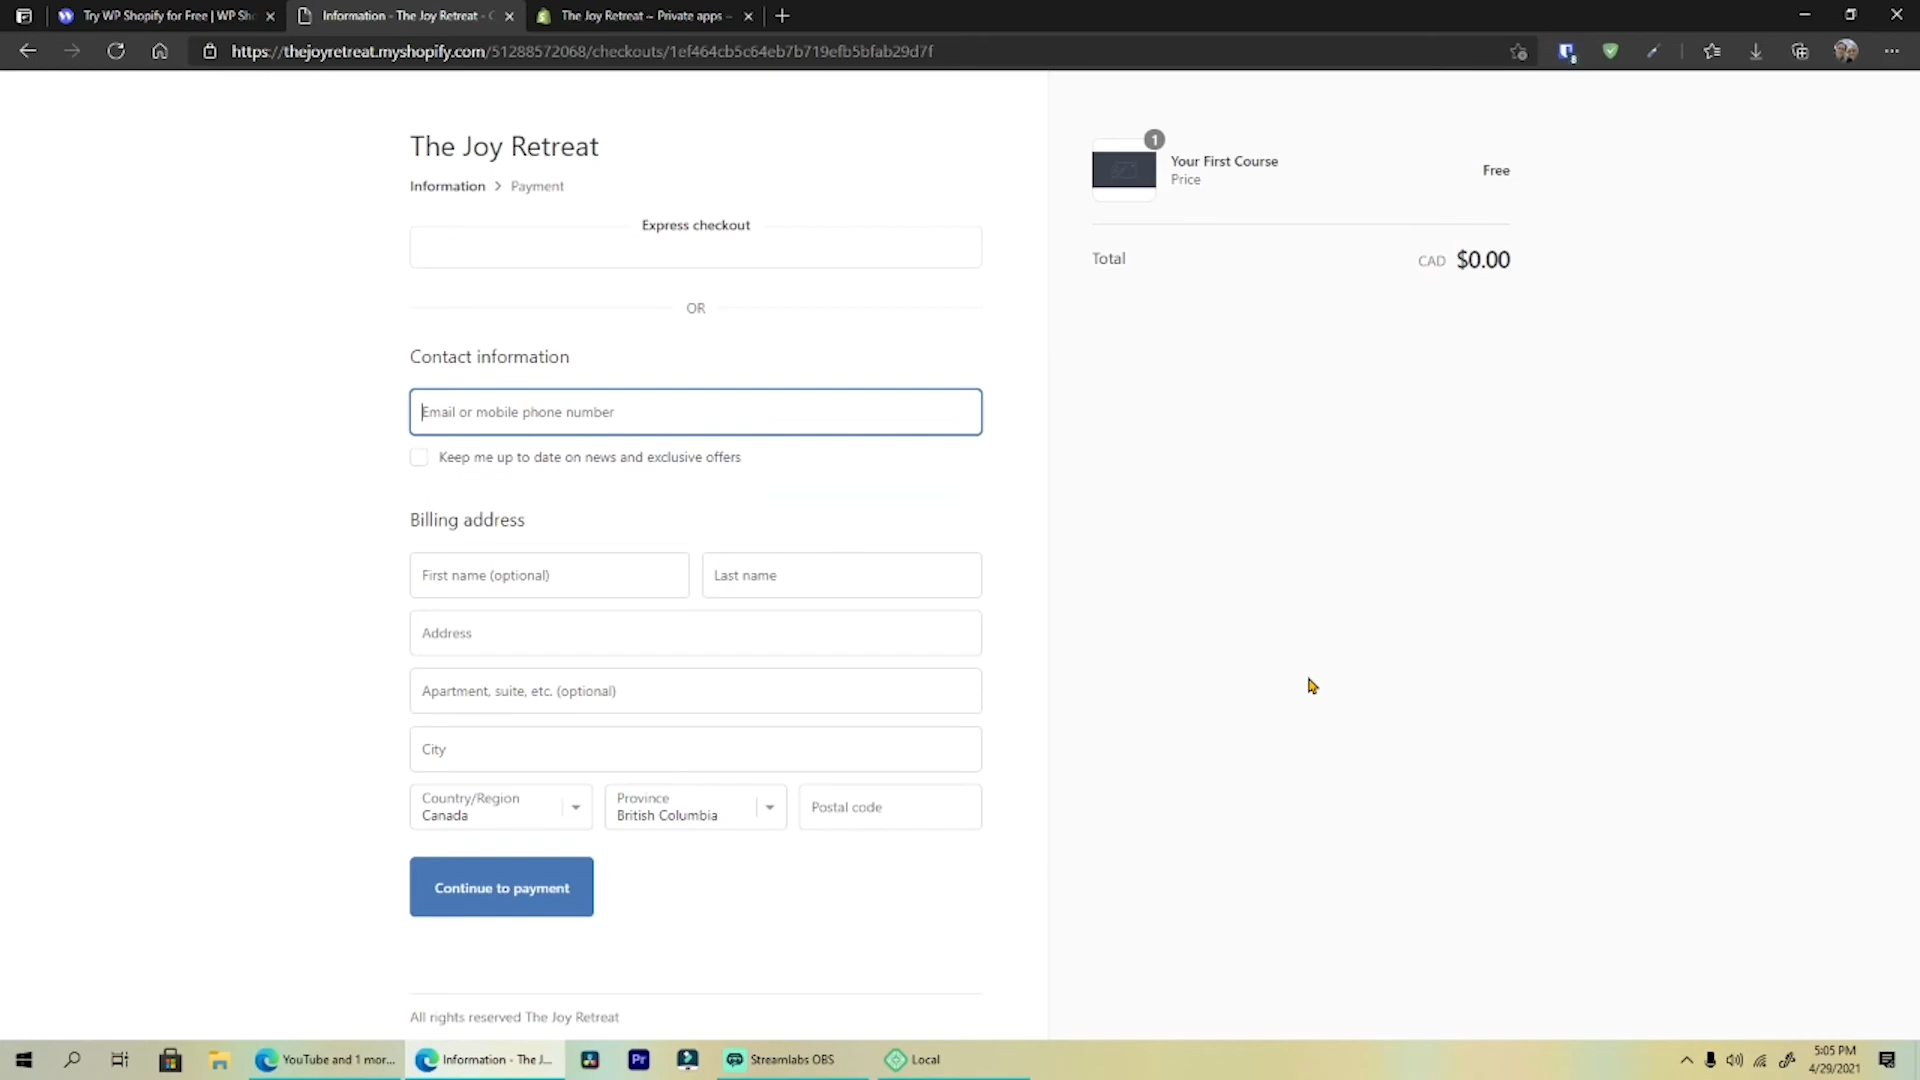 Try WP Shopify for Free | WP Sho
Information - The Joy Retreat - C
The Joy Retreat ~ Private apps ~
https://thejoyretreat.myshopify.com/51288572068/checkouts/1ef464cb5c64eb7b719efb5bfab29d7f
8
The Joy Retreat
Information > Payment
Express checkout
OR
Contact information
Email or mobile phone number
Keep me up to date on news and exclusive offers
Billing address
First name (optional)
Last name
Address
Apartment, suite, etc. (optional)
City
Country/Region
Canada
Province
British Columbia
Postal code
Continue to payment
All rights reserved The Joy Retreat
1
Your First Course
Price
Free
Total
CAD $0.00
YouTube and 1 mor...
Information - The J...
Pr
Streamlabs OBS
Local
5:05 PM
4/29/2021